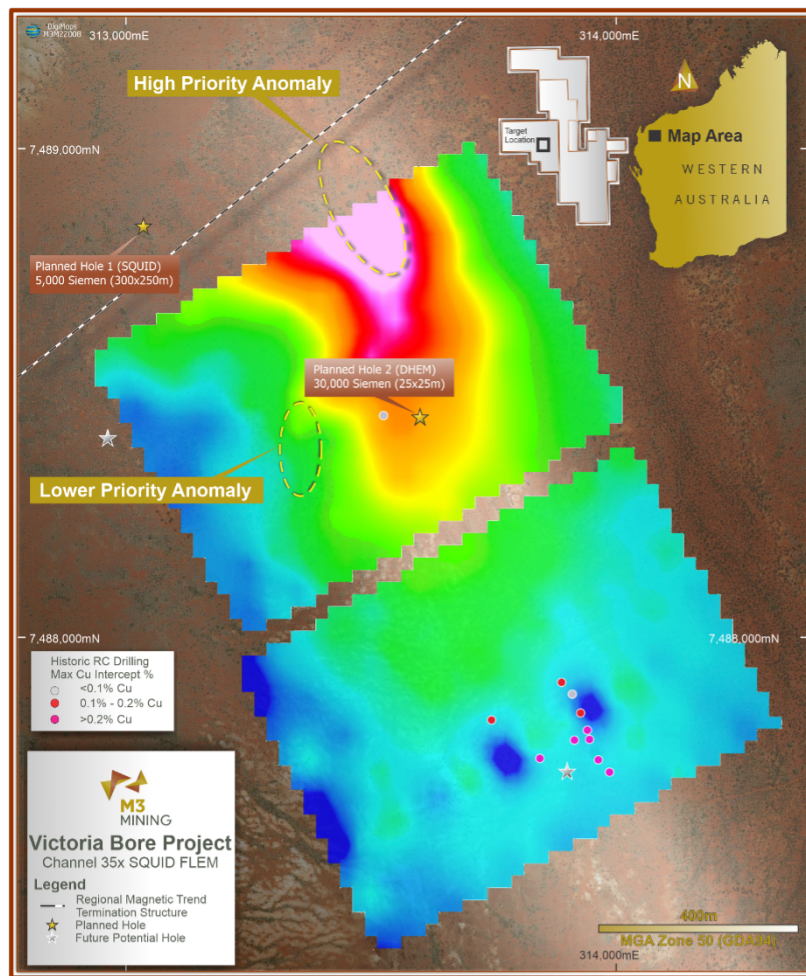 DigiMaps
M3M22008
313,000mE
314,000mE
High Priority Anomaly
N
Target
Location
Map Area
WESTERN
AUSTRALIA
7,489,000mN
Planned Hole 1 (SQUID)
5,000 Siemen (300x250m)
Planned Hole 2 (DHEM)
30,000 Siemen (25x25m)
Lower Priority Anomaly
7,488,000mN
7,488,000mN
Historic RC Drilling
Max Cu Intercept %
<0.1% Cu
0.1% - 0.2% Cu
>0.2% Cu
M3
MINING
Victoria Bore Project
Channel 35x SQUID FLEM
Legend
Regional Magnetic Trend
Termination Structure
Planned Hole
Future Potential Hole
400m
MGA Zone 50 (GDA94)
314,000mE